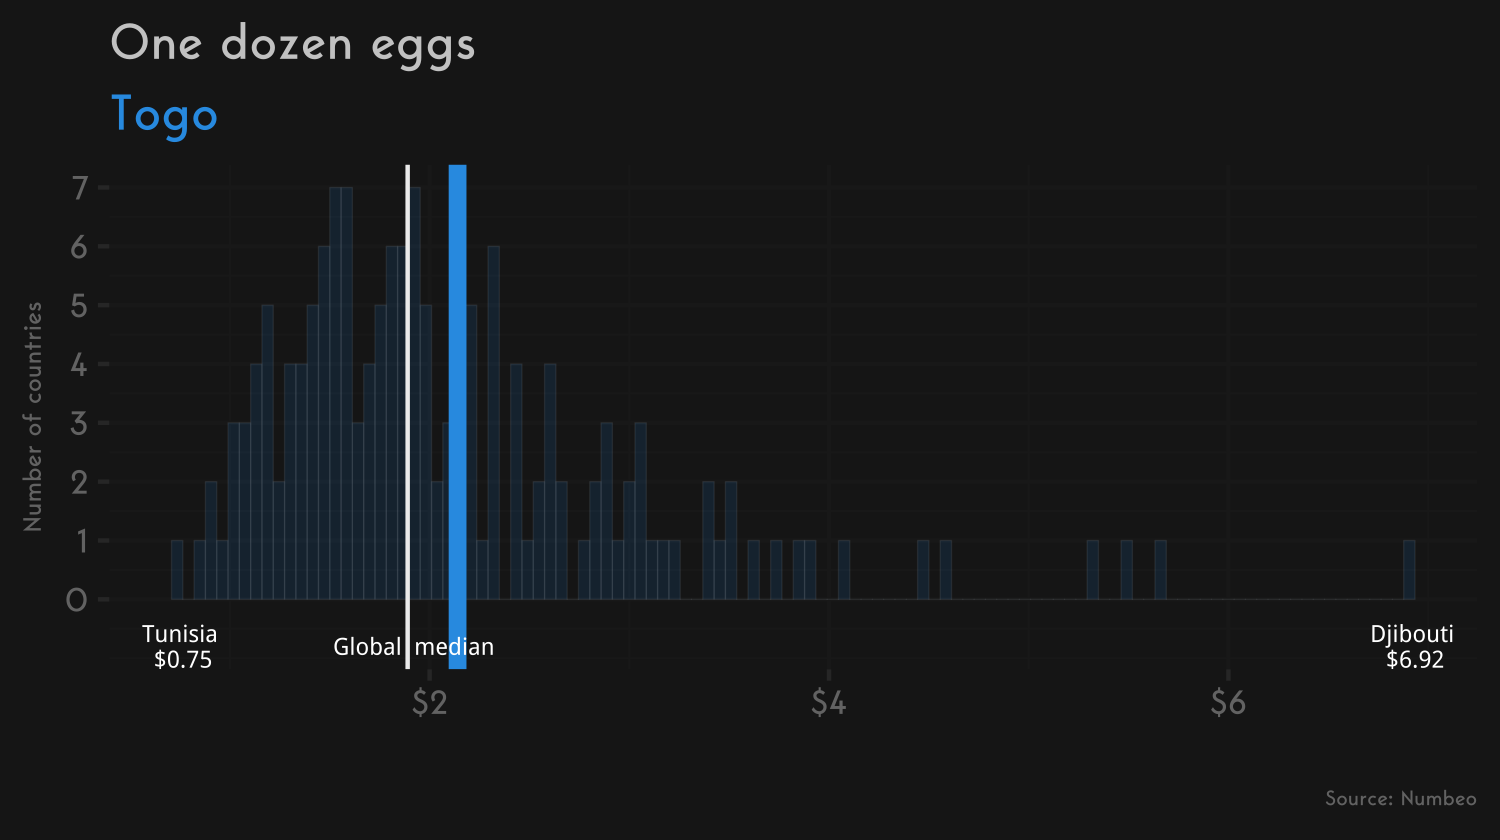 One dozen eggs
Togo
Number of countries
7
6
5
4
3
2
1
0
Tunisia
$0.75
Global median
Djibouti
$6.92
$2 $4 $6
Source: Numbeo